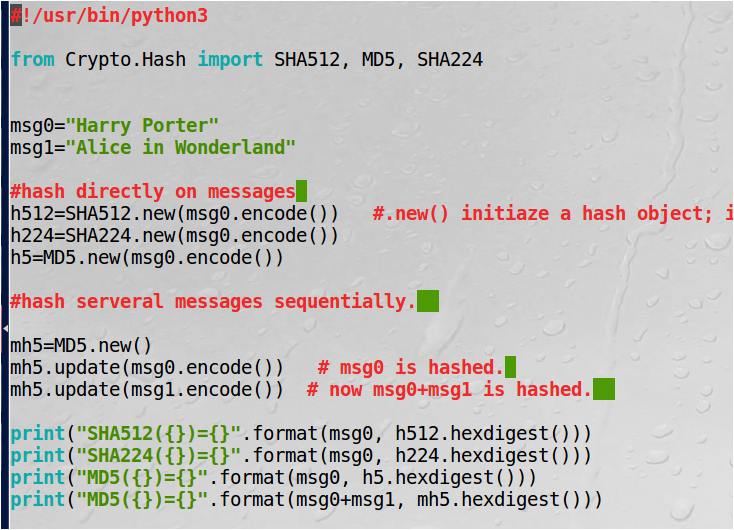 #!/usr/bin/python3
from Crypto.Hash import SHA512, MD5, SHA224
msg0="Harry Porter"
msg1="Alice in Wonderland"
#hash directly on messages
h512=SHA512.new(msg0.encode())   #.new() initiaze a hash object;
h224=SHA224.new(msg0.encode())
h5=MD5.new(msg0.encode())
#hash serveral messages sequentially.
mh5=MD5.new()
mh5.update(msg0.encode())   # msg0 is hashed.
mh5.update(msg1.encode())  # now msg0+msg1 is hashed.
print("SHA512({})={}".format(msg0, h512.hexdigest()))
print("SHA224({})={}".format(msg0, h224.hexdigest()))
print("MD5({})={}".format(msg0, h5.hexdigest()))
print("MD5({})={}".format(msg0+msg1, mh5.hexdigest()))